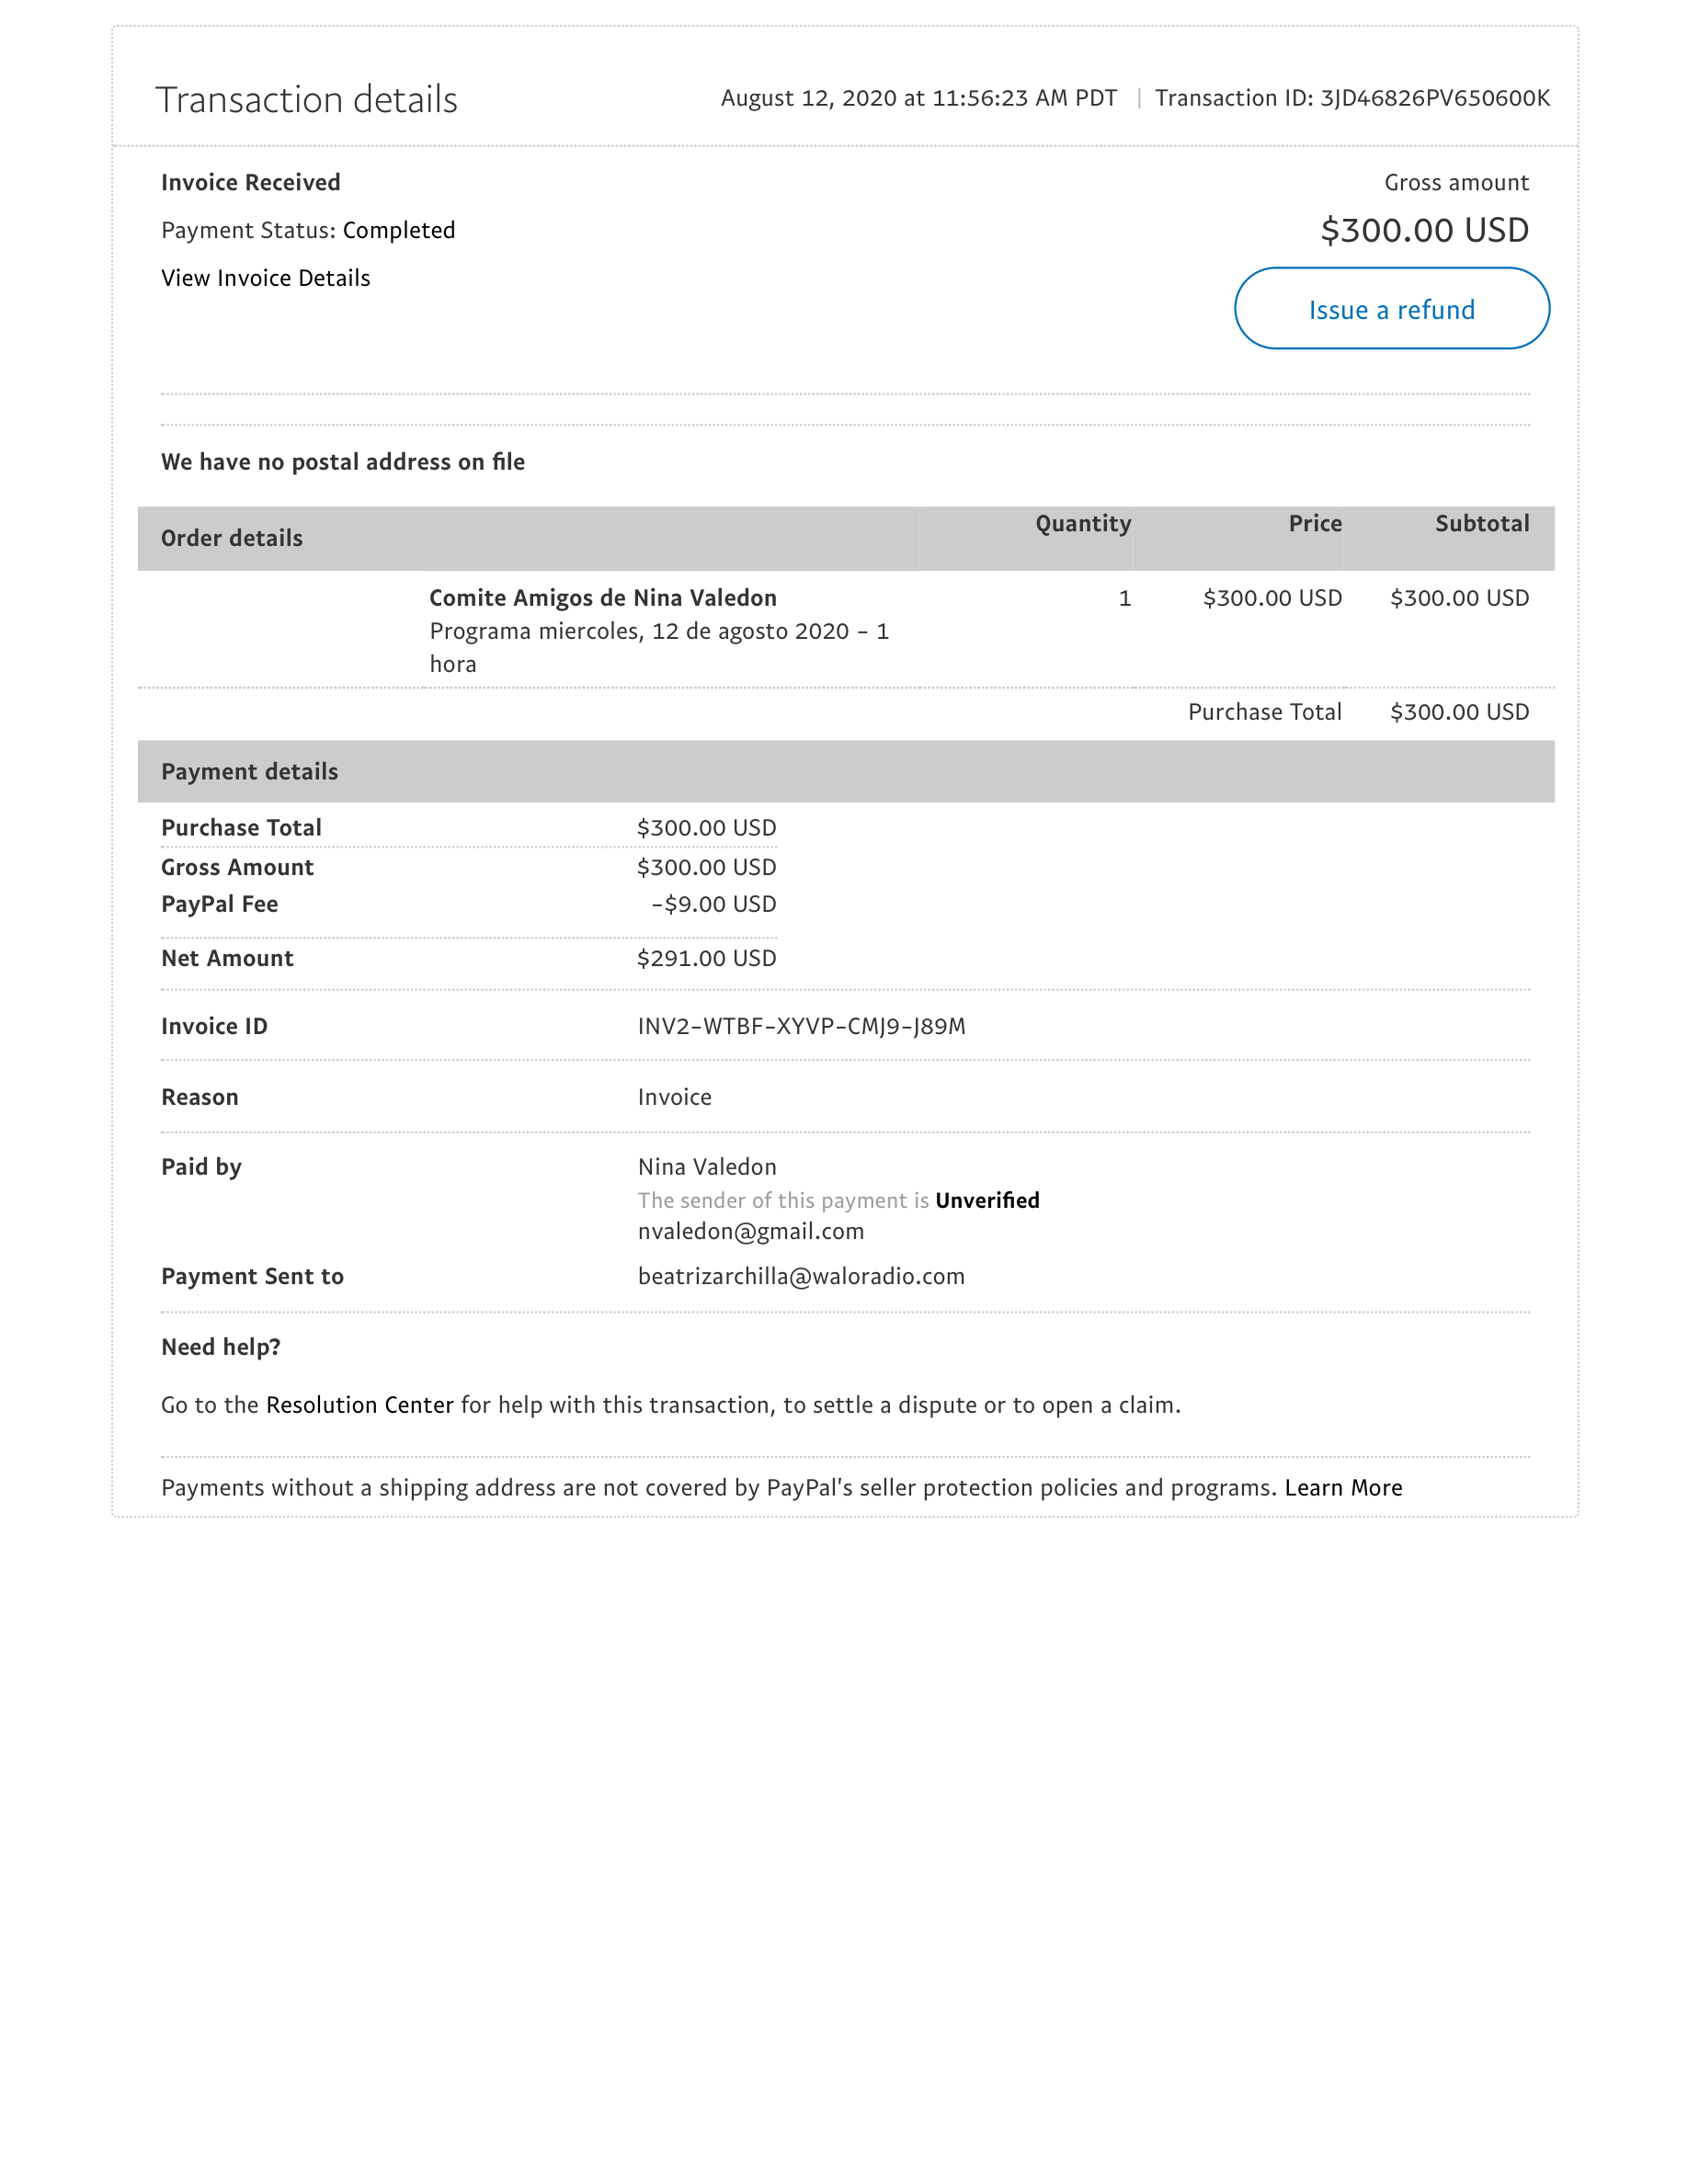 Transaction details
August 12, 2020 at 11:56:23 AM PDT | Transaction ID: 3JD46826PV650600K
Invoice Received
Gross amount
Payment Status: Completed
$300.00 USD
View Invoice Details
Issue a refund
We have no postal address on file
Order details Quantity Price Subtotal
Comite Amigos de Nina Valedon 1 $300.00 USD $300.00 USD
Programa miercoles, 12 de agosto 2020 - 1
hora
Purchase Total $300.00 USD
Payment details
Purchase Total $300.00 USD
Gross Amount $300.00 USD
PayPal Fee -$9.00 USD
Net Amount $291.00 USD
Invoice ID INV2-WTBF-XYVP-CMJ9-J89M
Reason Invoice
Paid by Nina Valedon
The sender of this payment is Unverified
nvaledon@gmail.com
Payment Sent to beatrizarchilla@waloradio.com
Need help?
Go to the Resolution Center for help with this transaction, to settle a dispute or to open a claim.
Payments without a shipping address are not covered by PayPal's seller protection policies and programs. Learn More